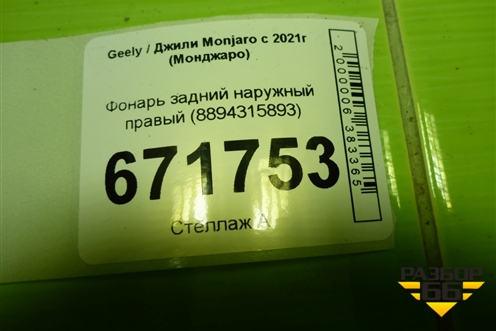 Geely / Джили Monjaro с 2021г
(Монджаро)
Фонарь задний наружный
правый (8894315893)
671753
Стеллаж А
2000006383365
РАЗБОР
66